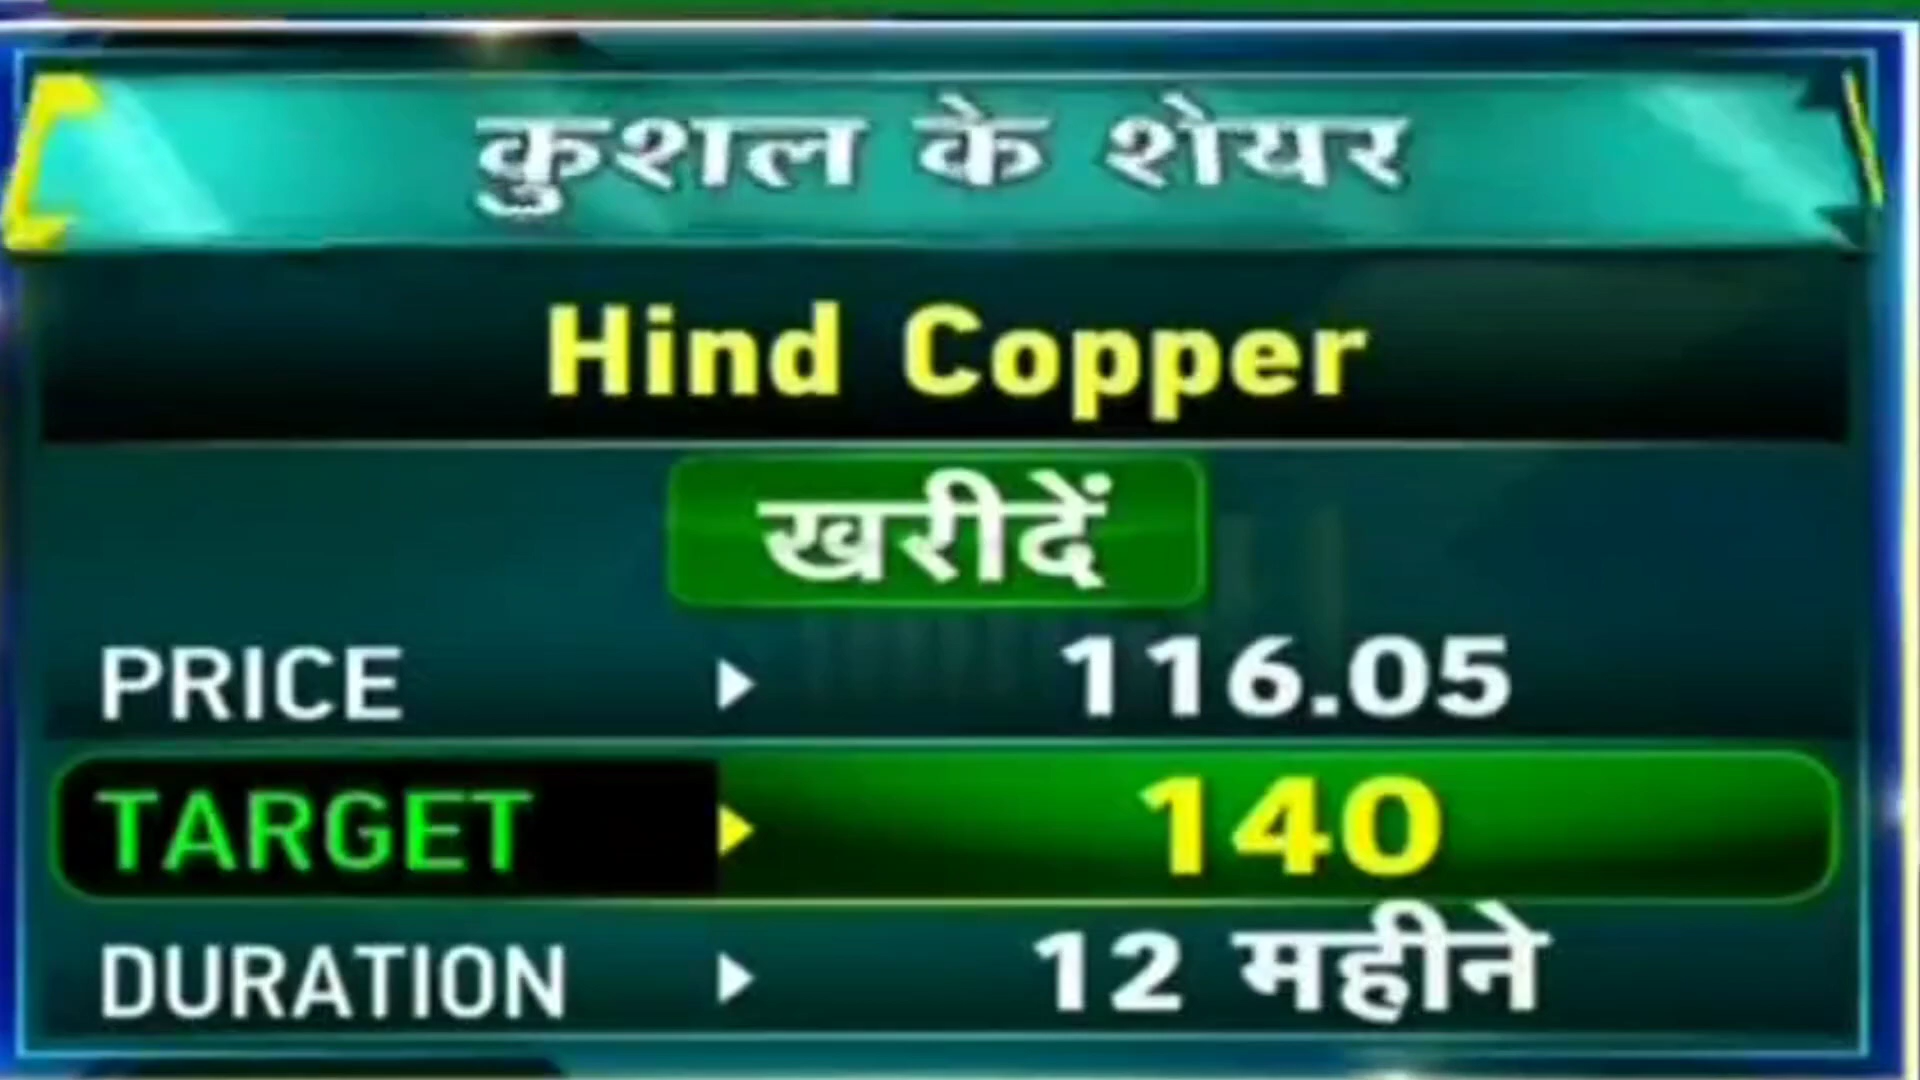 कुशल के शेयर
Hind Copper
खरीदें
PRICE 116.05
TARGET 140
DURATION 12 महीने